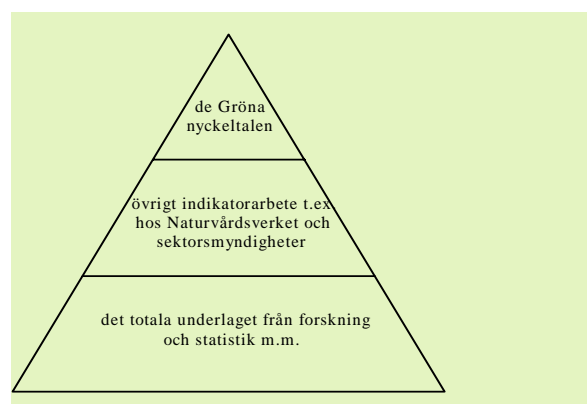 de Gröna
nyckeltalen
övrigt indikatorarbete t.ex.
hos Naturvårdsverket och
sektorsmyndigheter
det totala underlaget från forskning
och statistik m.m.